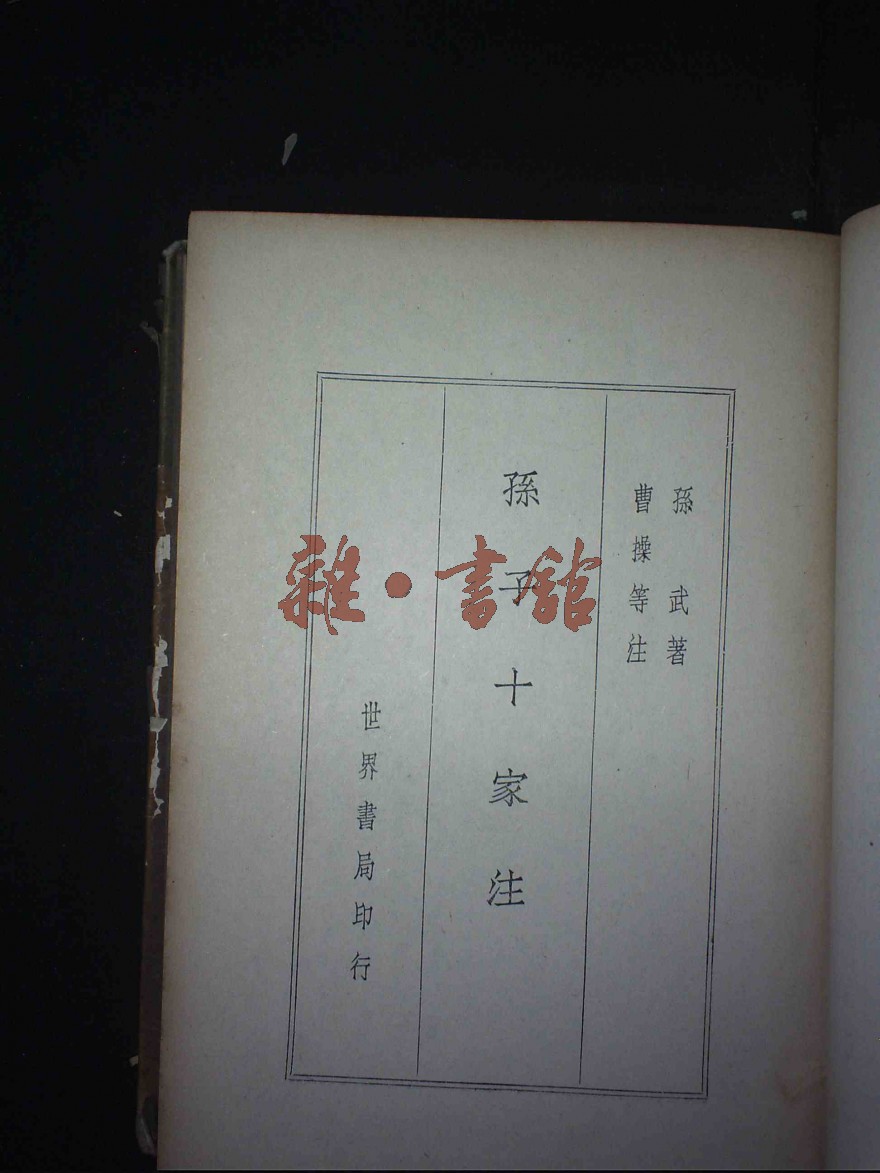 孫武著
曹操等注
孫子十家注
世界書局印行
雜·書館